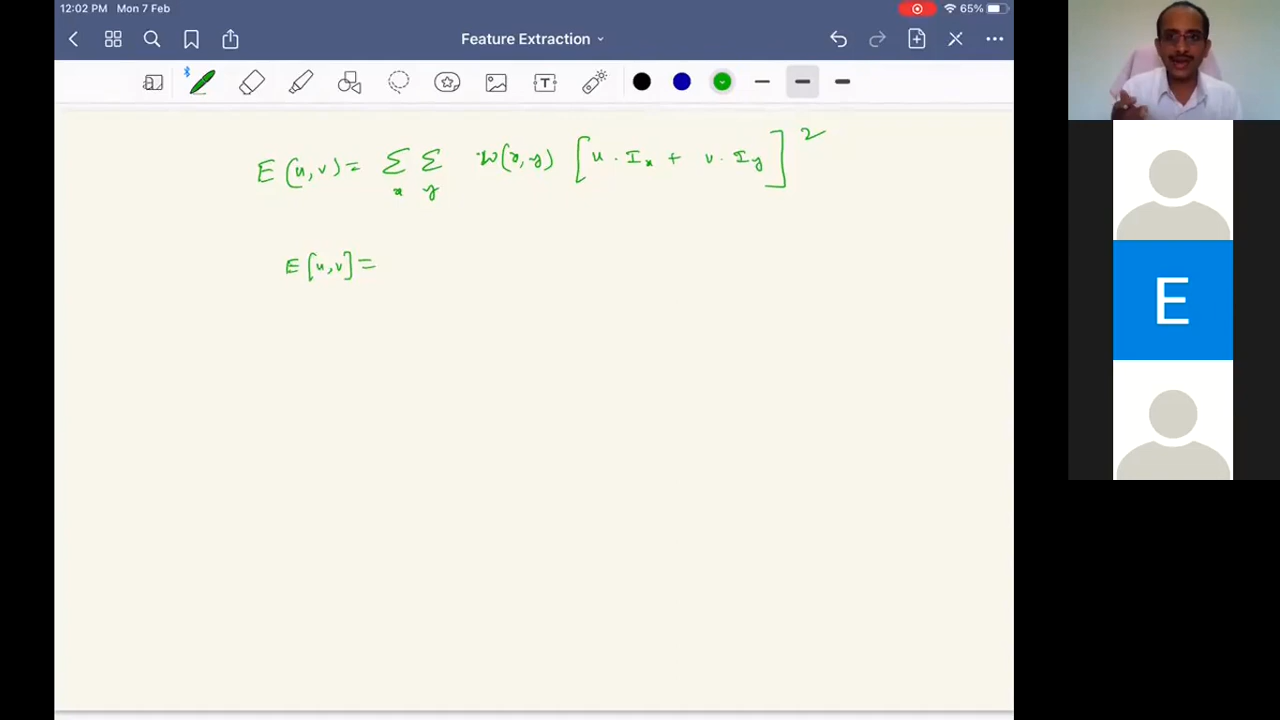 12:02 PM Mon 7 Feb 65%
Feature Extraction
E (u, v) = Σ Σ w(x, y) [u · Ix + v · Iy]²
x y
E [u, v] =
E